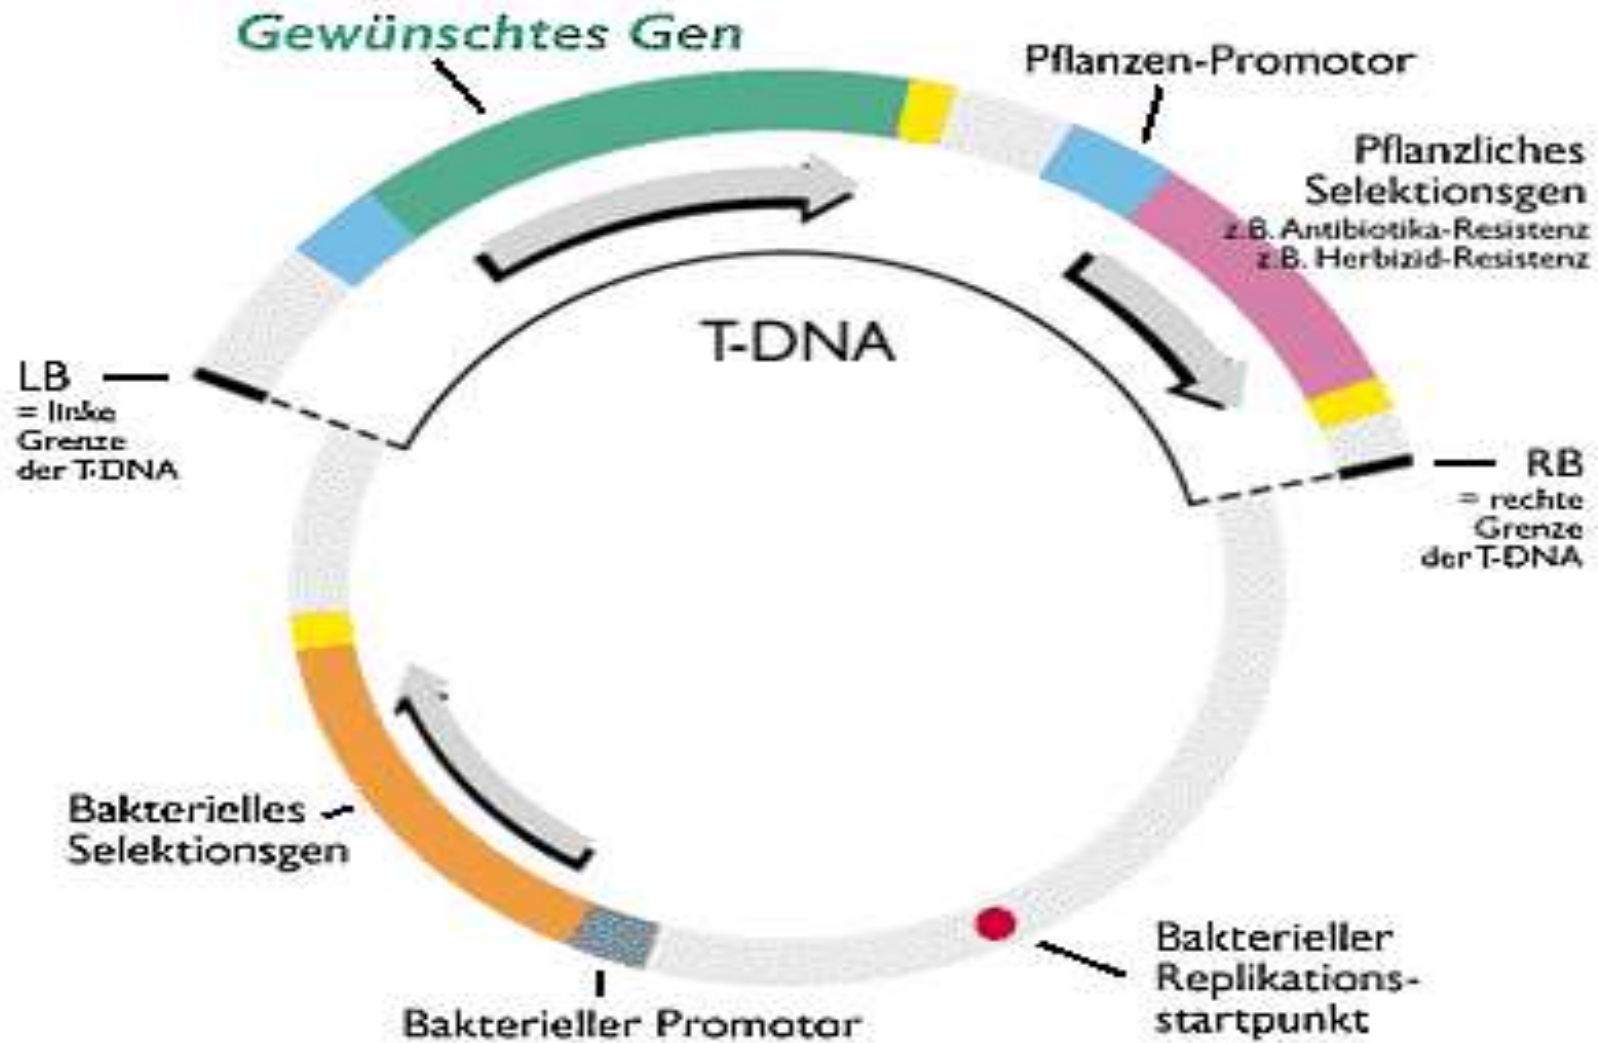 Gewünschtes Gen
Pflanzen-Promotor
Pflanzliches
Selektionsgen
z.B. Antibiotika-Resistenz
z.B. Herbizid-Resistenz
T-DNA
LB
= linke
Grenze
der T-DNA
RB
= rechte
Grenze
der T-DNA
Bakterielles
Selektionsgen
Bakterieller Promotor
Bakterieller
Replikations-
startpunkt